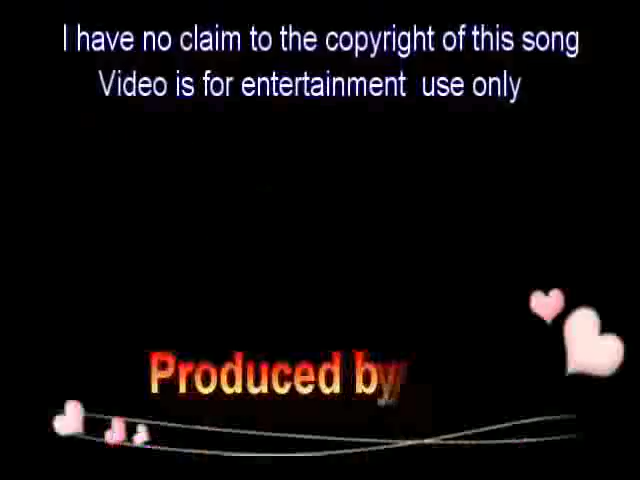 I have no claim to the copyright of this song
Video is for entertainment use only
Produced by